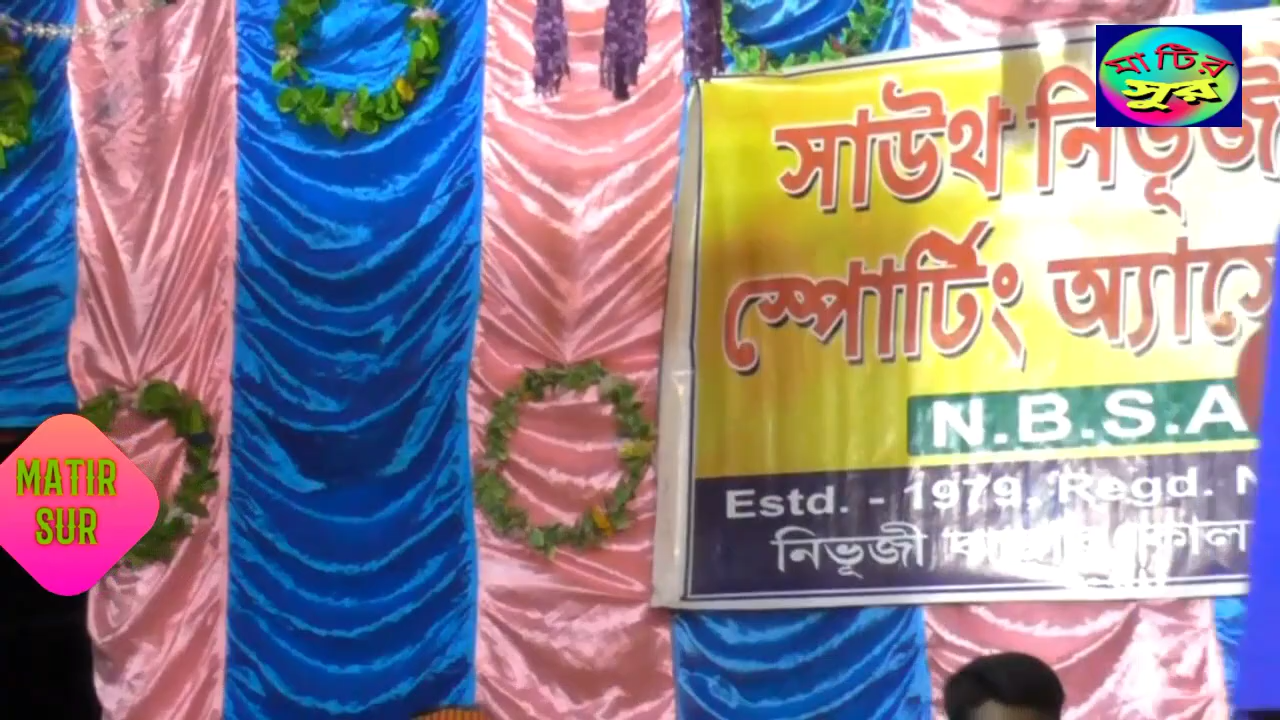 মাটির
সুর
সাউথ নিভূজী
স্পোর্টিং
N.B.S.A
Estd. - 1979, Regd.
নিভূজী
MATIR
SUR